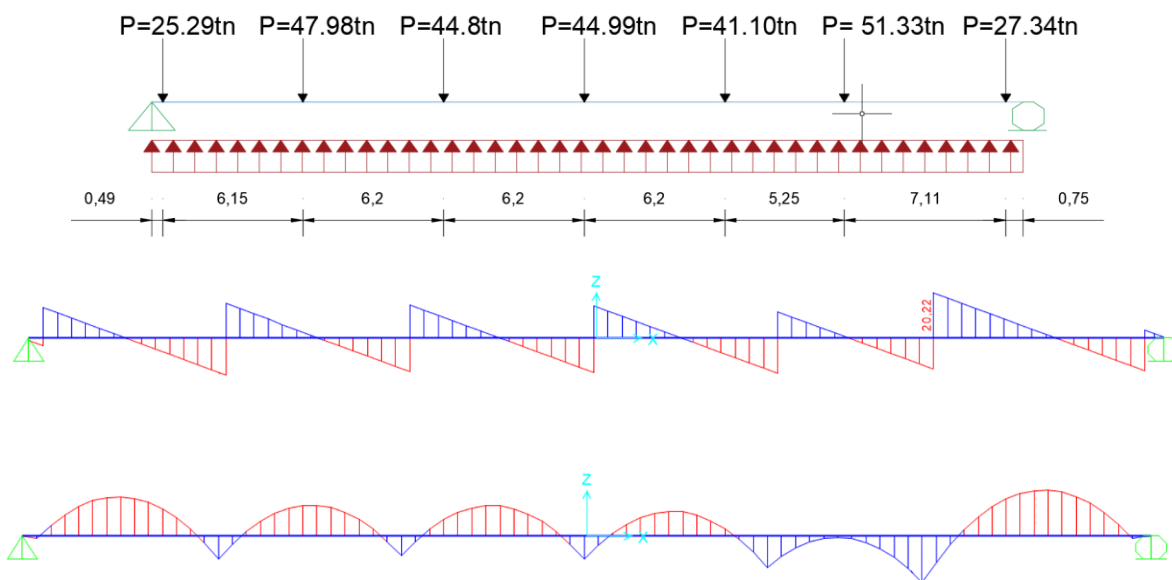 P=25.29tn P=47.98tn P=44.8tn P=44.99tn P=41.10tn P= 51.33tn P=27.34tn
0,49 6,15 6,2 6,2 6,2 5,25 7,11 0,75
Z
X
20,22
Z
X